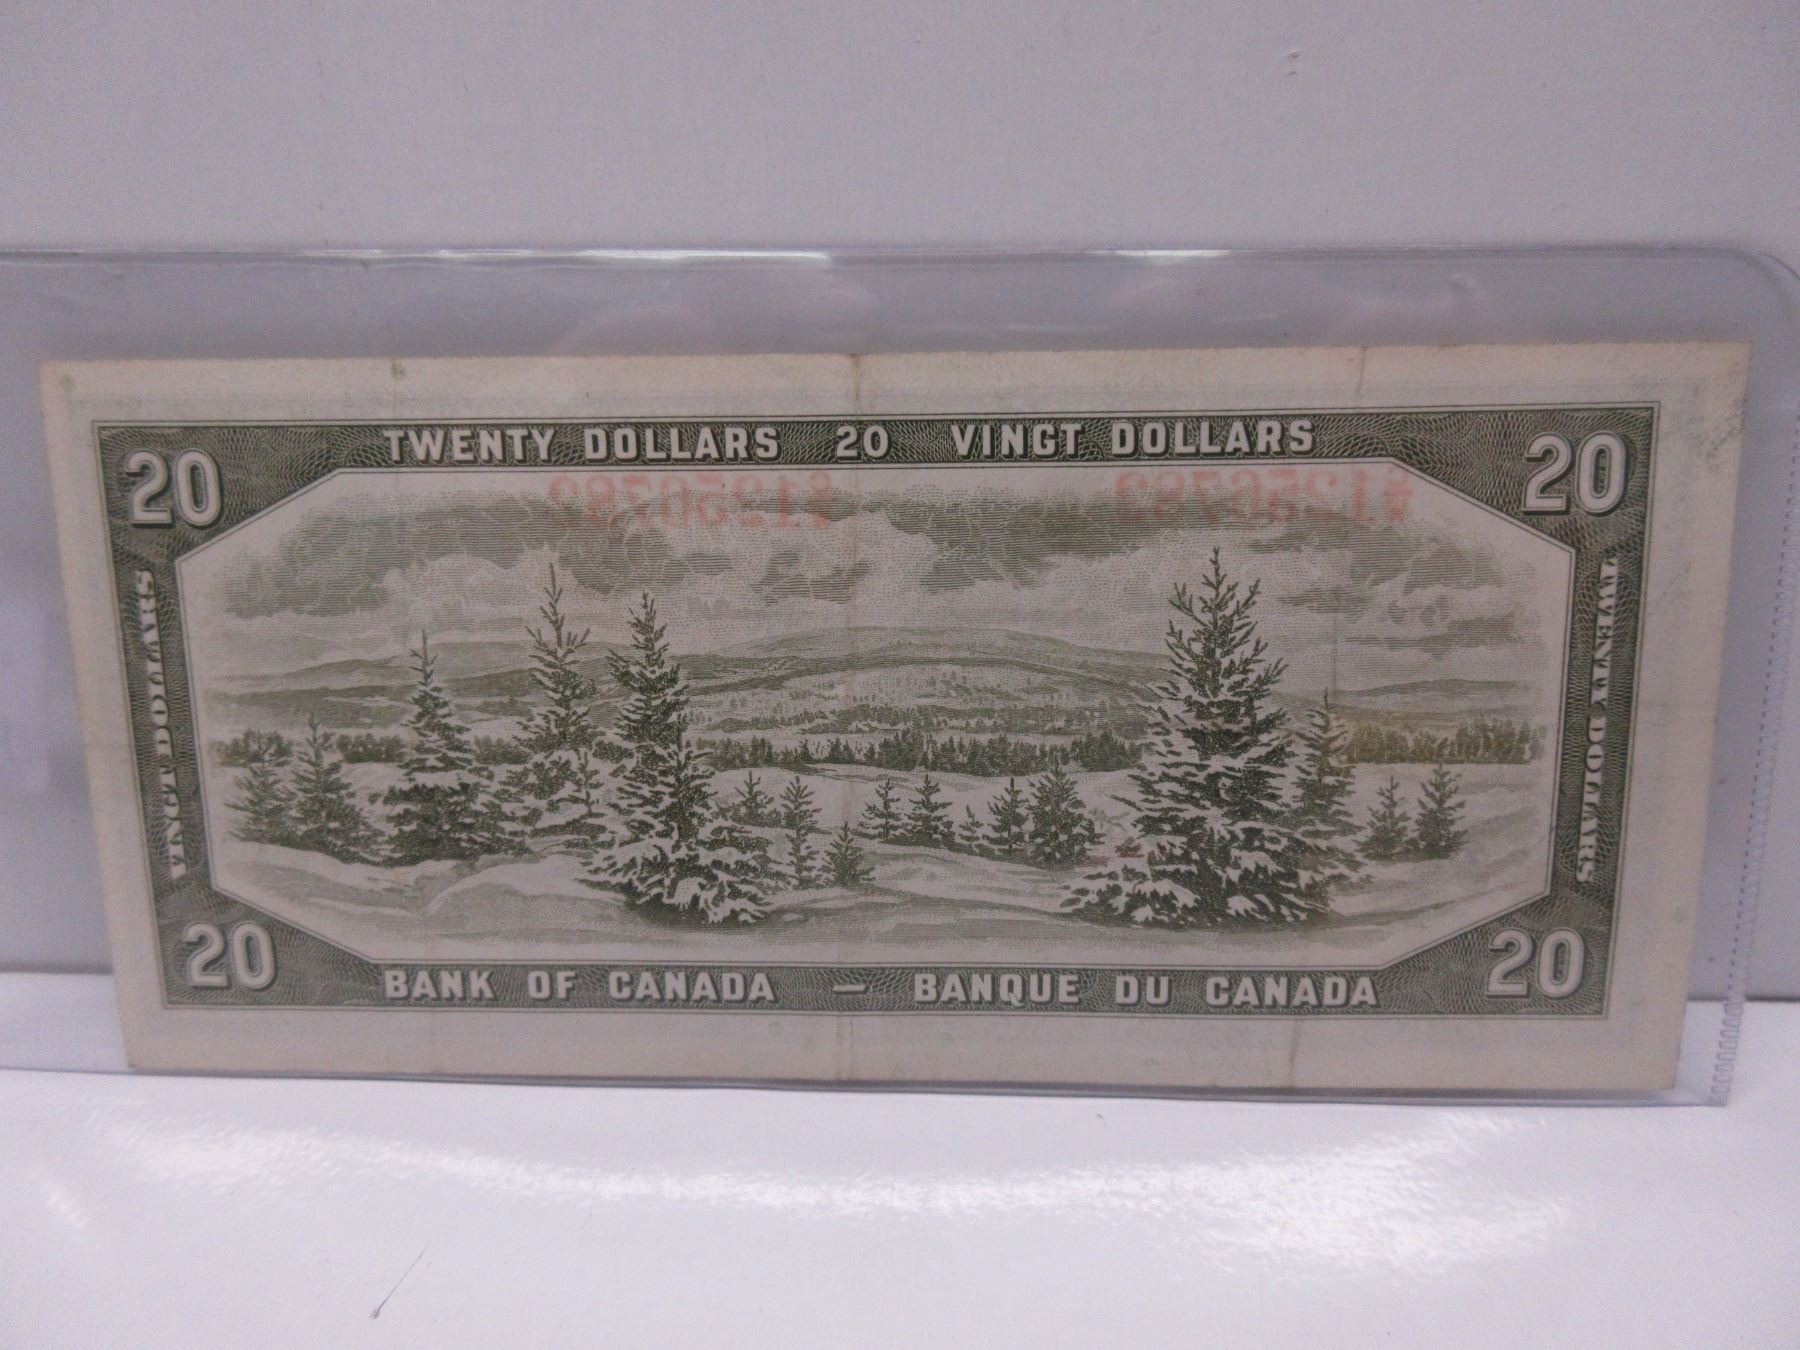 TWENTY DOLLARS 20 VINGT DOLLARS
20
20
VINGT DOLLARS
TWENTY DOLLARS
20
20
BANK OF CANADA — BANQUE DU CANADA